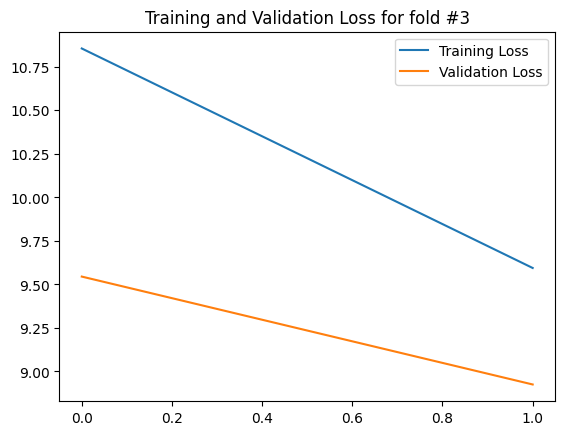 Training and Validation Loss for fold #3
Training Loss
Validation Loss
10.75
10.50
10.25
10.00
9.75
9.50
9.25
9.00
0.0 0.2 0.4 0.6 0.8 1.0